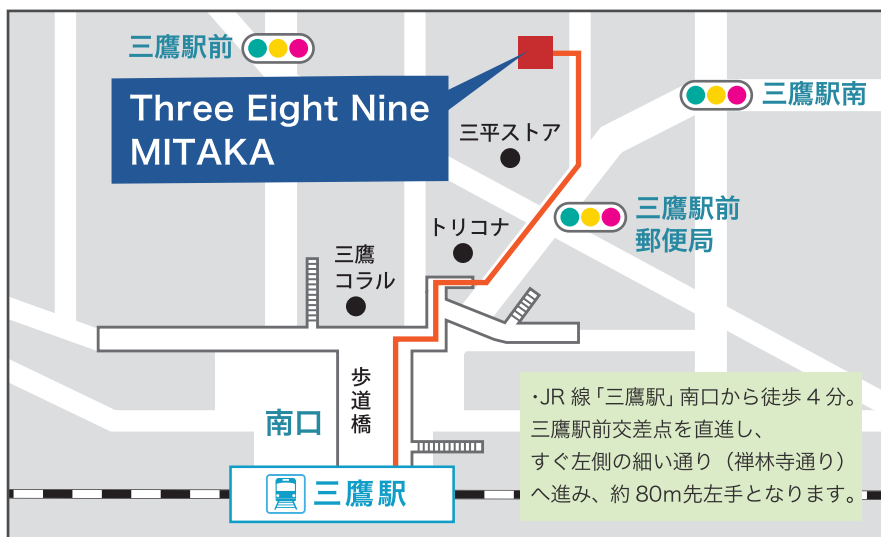 三鷹駅前
Three Eight Nine
MITAKA
三鷹駅南
三平ストア
三鷹駅前
郵便局
トリコナ
三鷹
コラル
歩道橋
南口
三鷹駅
・JR線「三鷹駅」南口から徒歩4分。
三鷹駅前交差点を直進し、
すぐ左側の細い通り（禅林寺通り）
へ進み、約80m先左手となります。